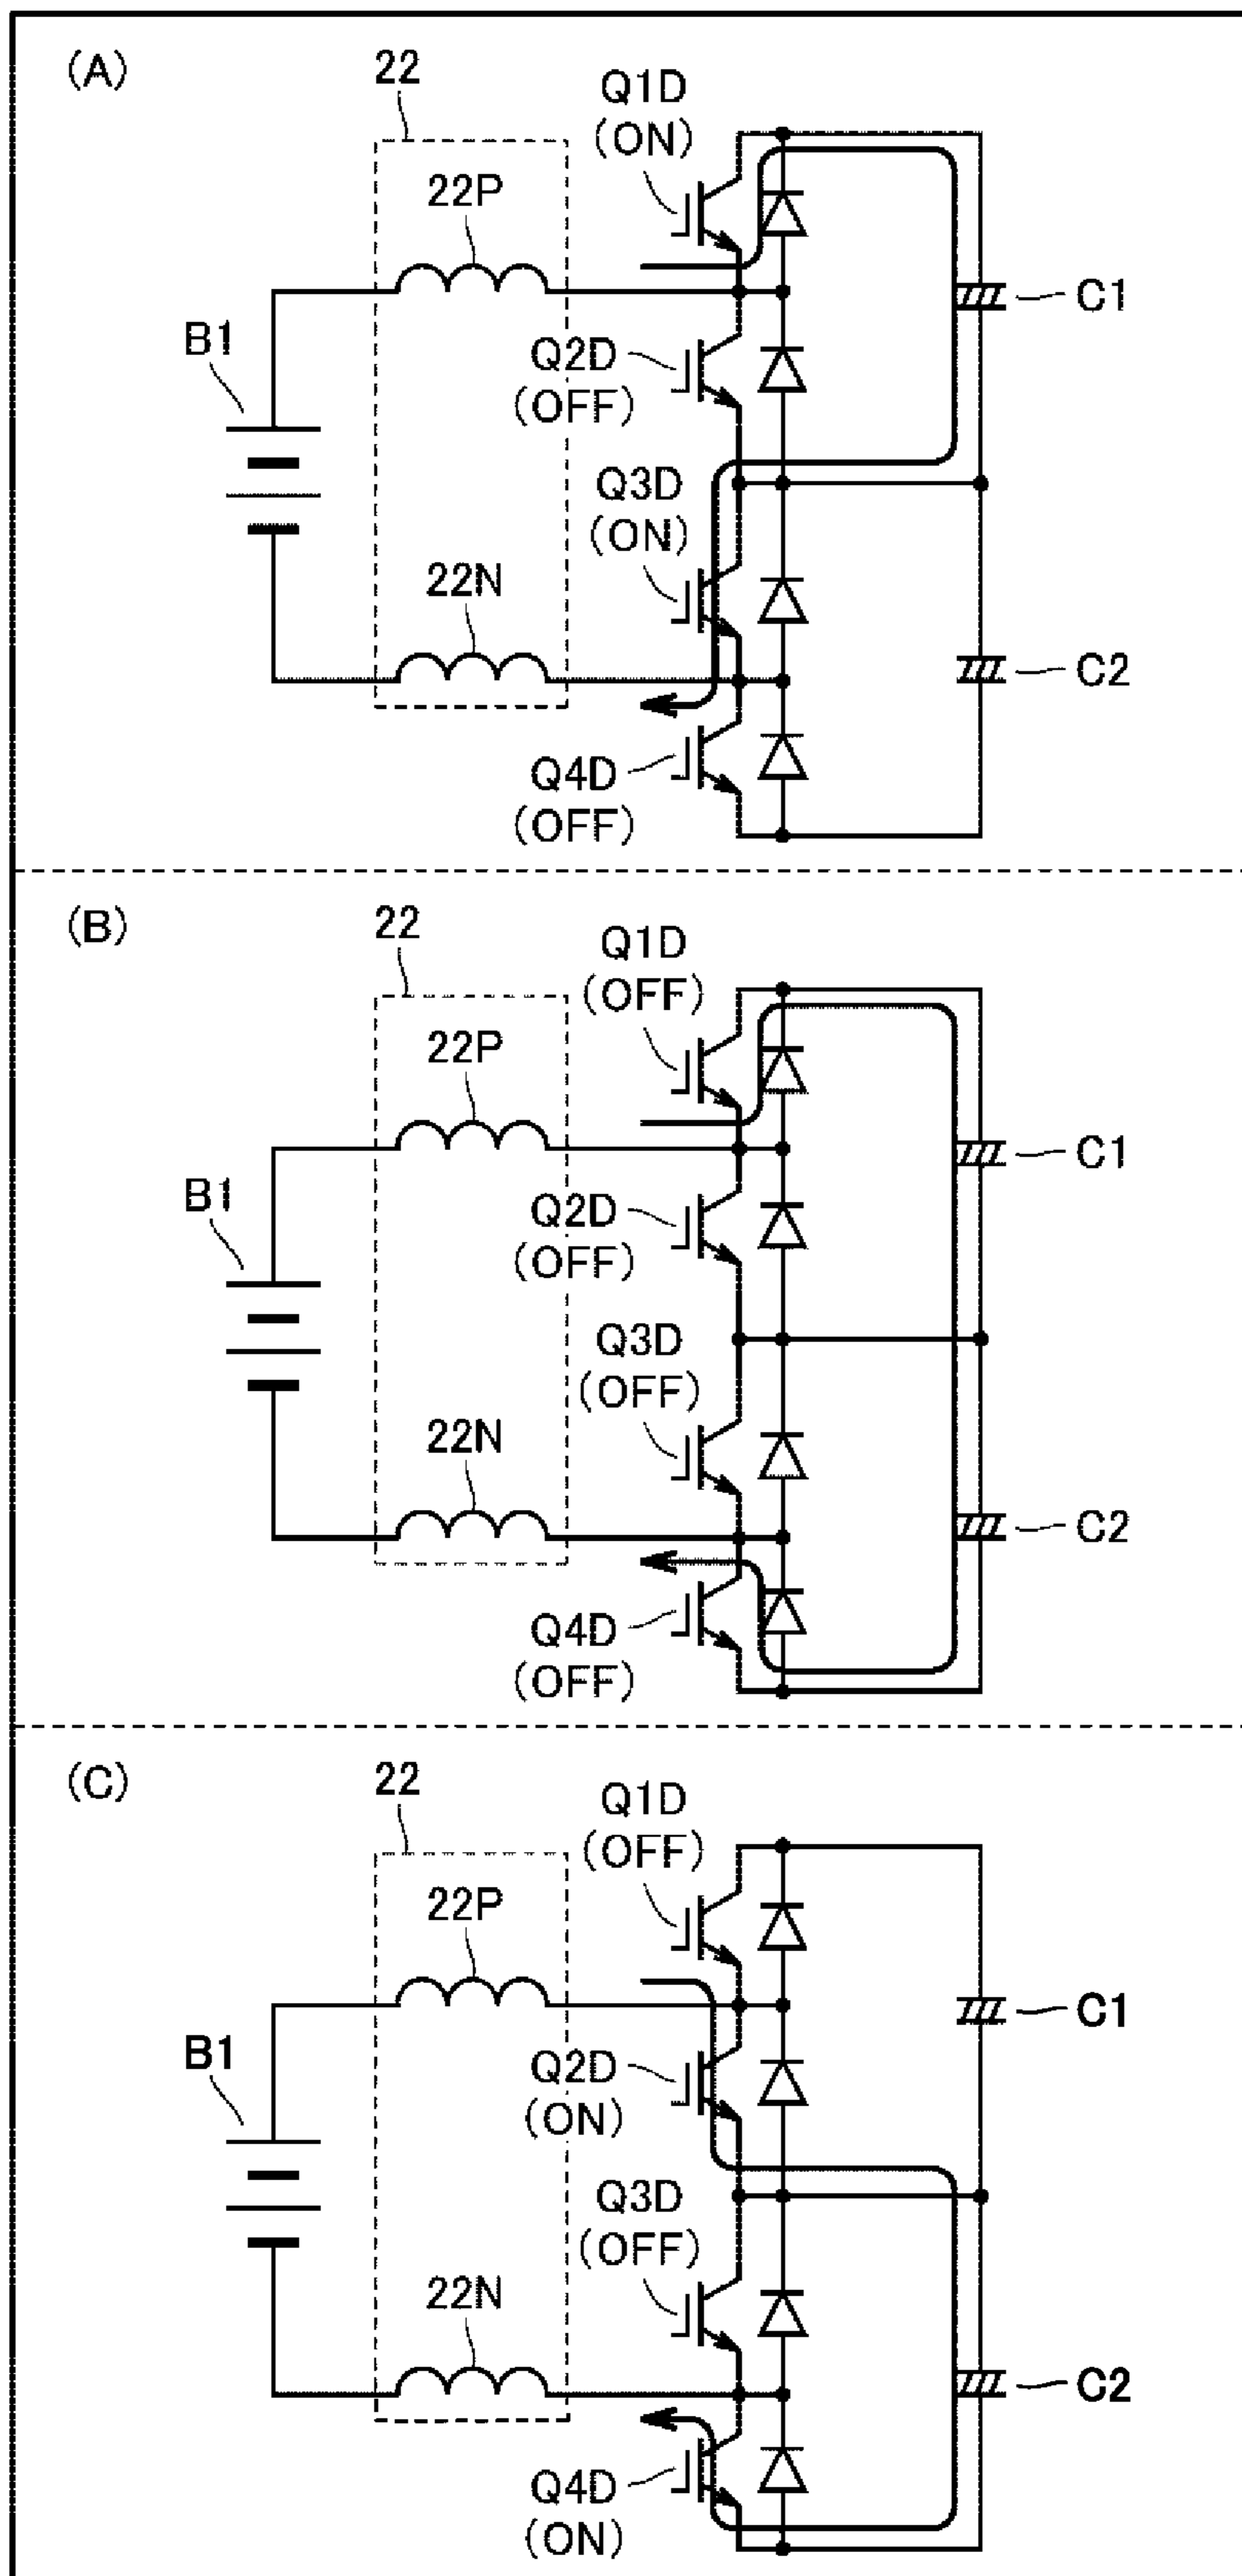 (A)
22
Q1D
(ON)
22P
C1
B1
Q2D
(OFF)
Q3D
(ON)
22N
C2
Q4D
(OFF)
(B)
22
Q1D
(OFF)
22P
C1
B1
Q2D
(OFF)
Q3D
(OFF)
22N
C2
Q4D
(OFF)
(C)
22
Q1D
(OFF)
22P
C1
B1
Q2D
(ON)
Q3D
(OFF)
22N
C2
Q4D
(ON)